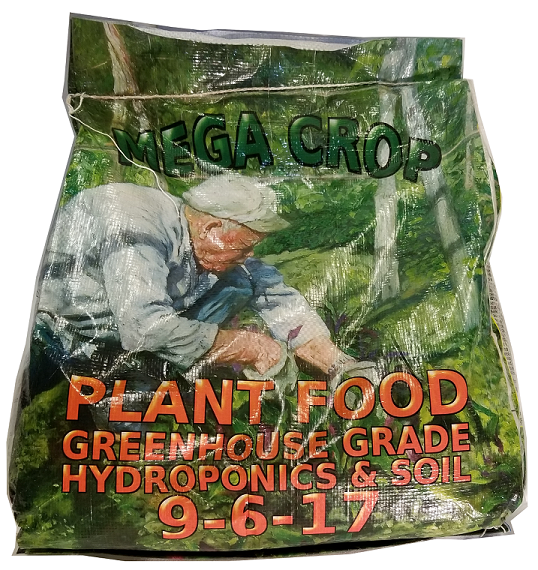 MEGA CROP
PLANT FOOD
GREENHOUSE GRADE
HYDROPONICS & SOIL
9-6-17